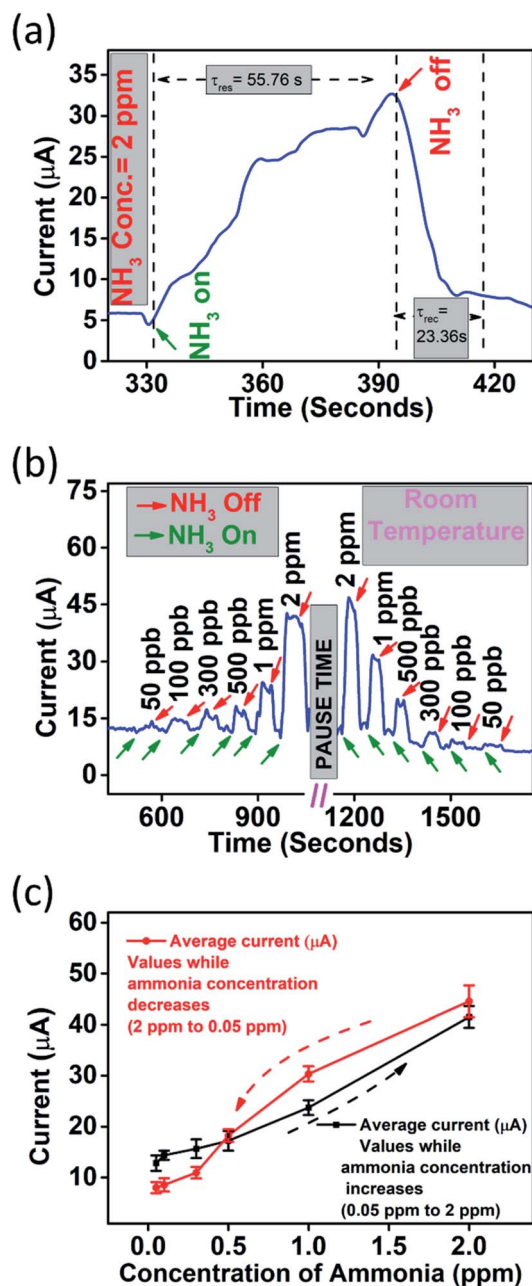 (a)
τres= 55.76 s
NH3 off
NH3 Conc.= 2 ppm
NH3 on
τrec =
23.36s
Current (µA)
35
30
25
20
15
10
5
0
330
360
390
420
Time (Seconds)
(b)
NH3 Off
NH3 On
Room
Temperature
Current (µA)
75
60
45
30
15
0
50 ppb
100 ppb
300 ppb
500 ppb
1 ppm
2 ppm
PAUSE TIME
2 ppm
1 ppm
500 ppb
300 ppb
100 ppb
50 ppb
//
600
900
1200
1500
Time (Seconds)
(c)
Current (µA)
60
50
40
30
20
10
0
Average current (µA)
Values while
ammonia concentration
decreases
(2 ppm to 0.05 ppm)
Average current (µA)
Values while
ammonia concentration
increases
(0.05 ppm to 2 ppm)
0.0
0.5
1.0
1.5
2.0
Concentration of Ammonia (ppm)